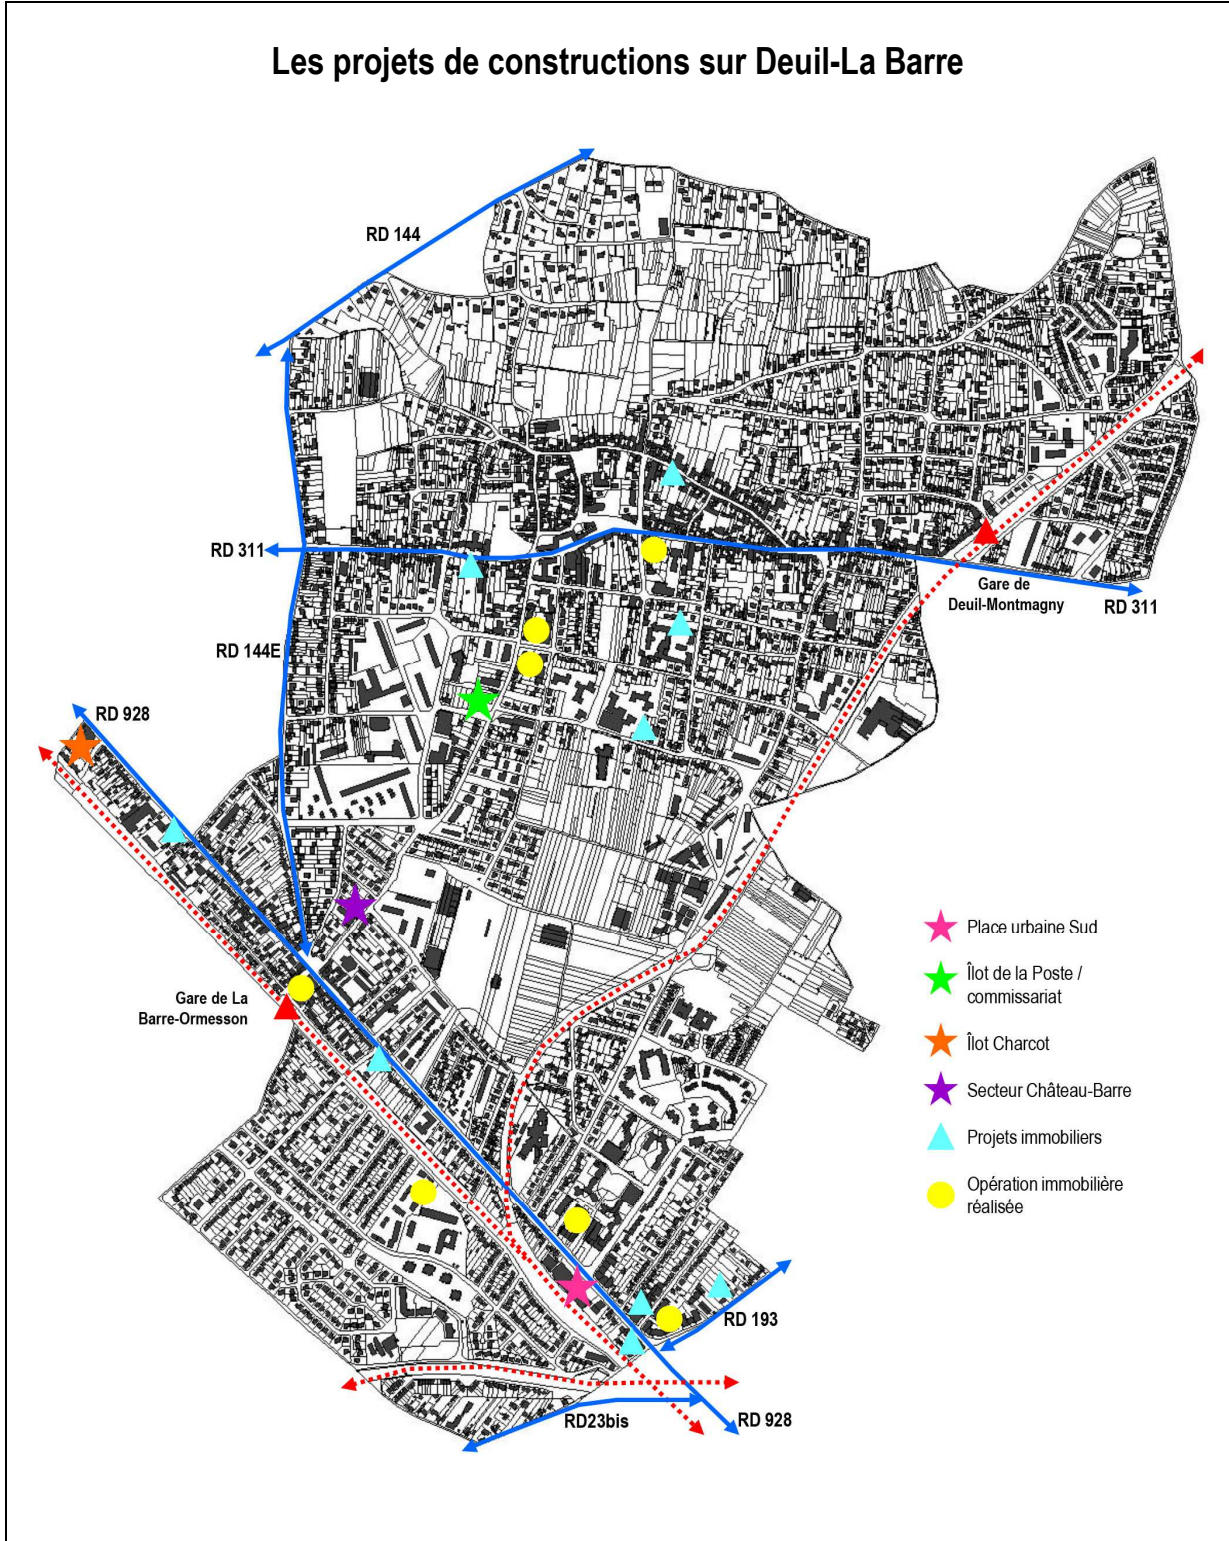 Les projets de constructions sur Deuil-La Barre
RD 144
RD 311
Gare de
Deuil-Montmagny
RD 311
RD 144E
RD 928
Gare de La
Barre-Ormesson
Place urbaine Sud
Îlot de la Poste /
commissariat
Îlot Charcot
Secteur Château-Barre
Projets immobiliers
Opération immobilière
réalisée
RD 193
RD23bis
RD 928